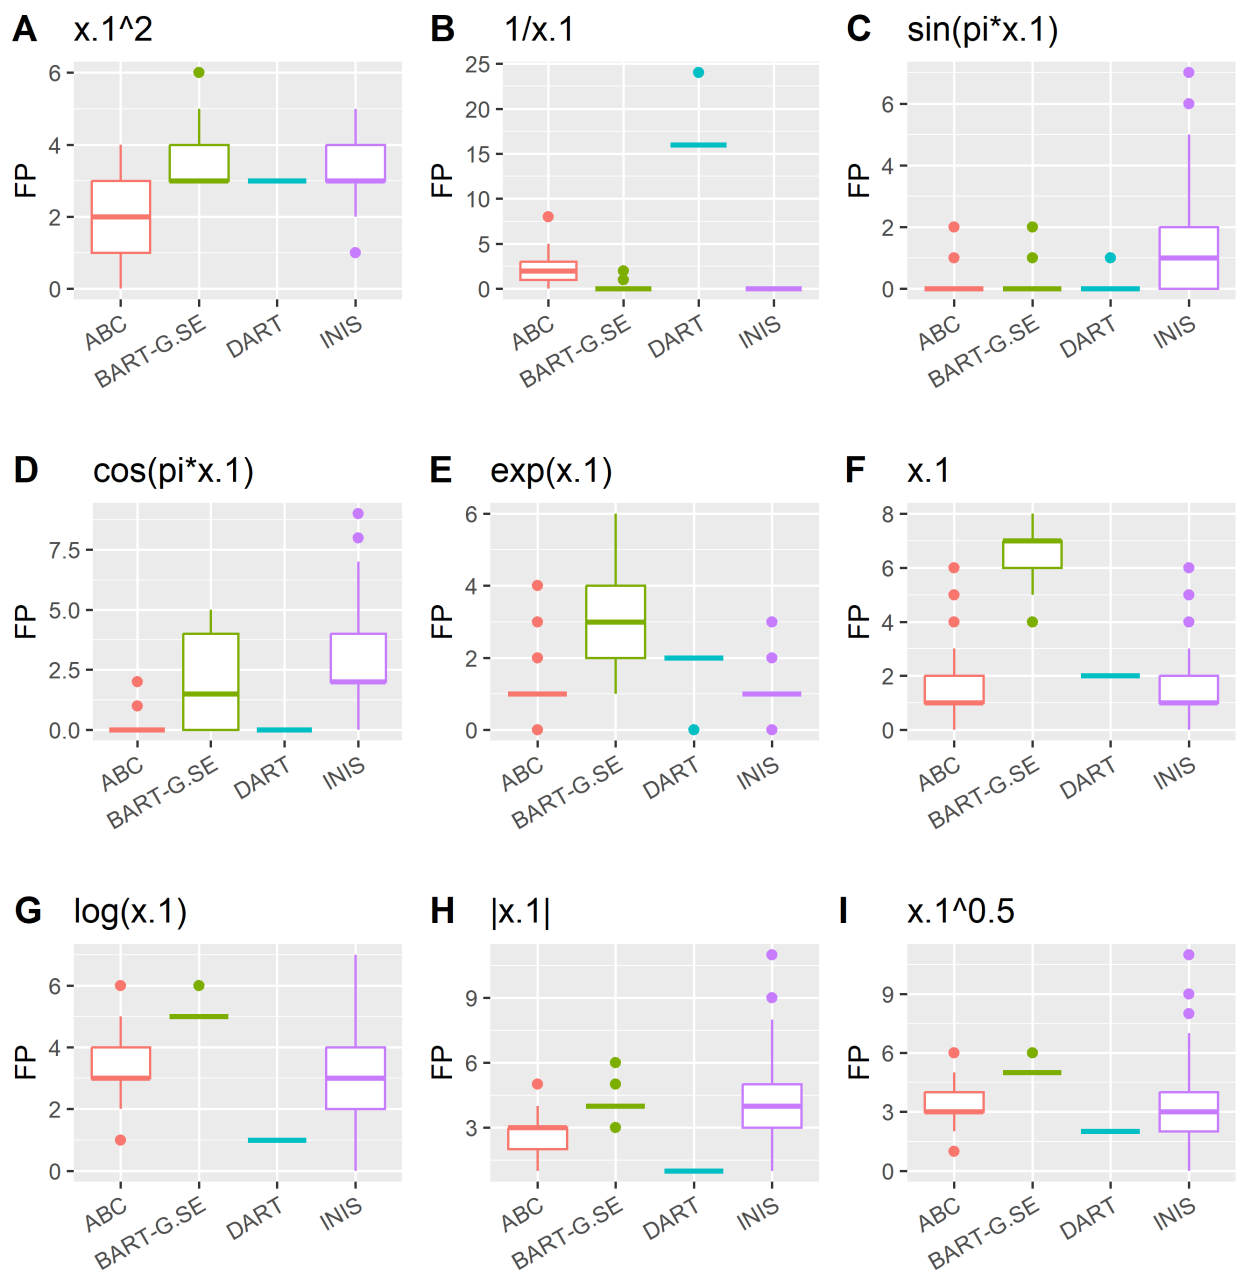 A x.1^2
FP
6
4
2
0
ABC BART-G.SE DART INIS
B 1/x.1
FP
25
20
15
10
5
0
ABC BART-G.SE DART INIS
C sin(pi*x.1)
FP
6
4
2
0
ABC BART-G.SE DART INIS
D cos(pi*x.1)
FP
7.5
5.0
2.5
0.0
ABC BART-G.SE DART INIS
E exp(x.1)
FP
6
4
2
0
ABC BART-G.SE DART INIS
F x.1
FP
8
6
4
2
0
ABC BART-G.SE DART INIS
G log(x.1)
FP
6
4
2
0
ABC BART-G.SE DART INIS
H |x.1|
FP
9
6
3
ABC BART-G.SE DART INIS
I x.1^0.5
FP
9
6
3
0
ABC BART-G.SE DART INIS